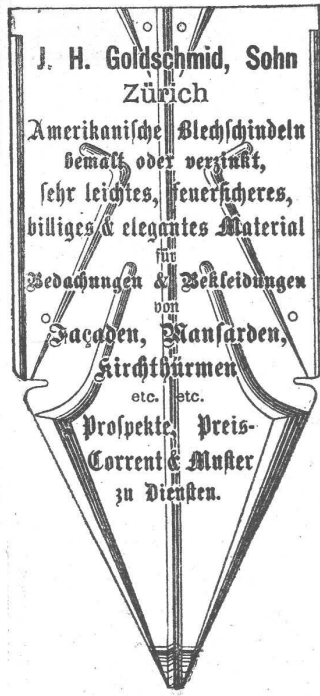 J. H. Goldschmid, Sohn
Zürich
Amerikanische Blechschindeln
bemalt oder verzinkt,
sehr leichtes, feuersicheres,
billiges & elegantes Material
für
Bedachungen & Bekleidungen
von
Façaden, Mansarden,
Kirchthürmen
etc. etc.
Prospekte, Preis-
Corrent & Muster
zu Diensten.